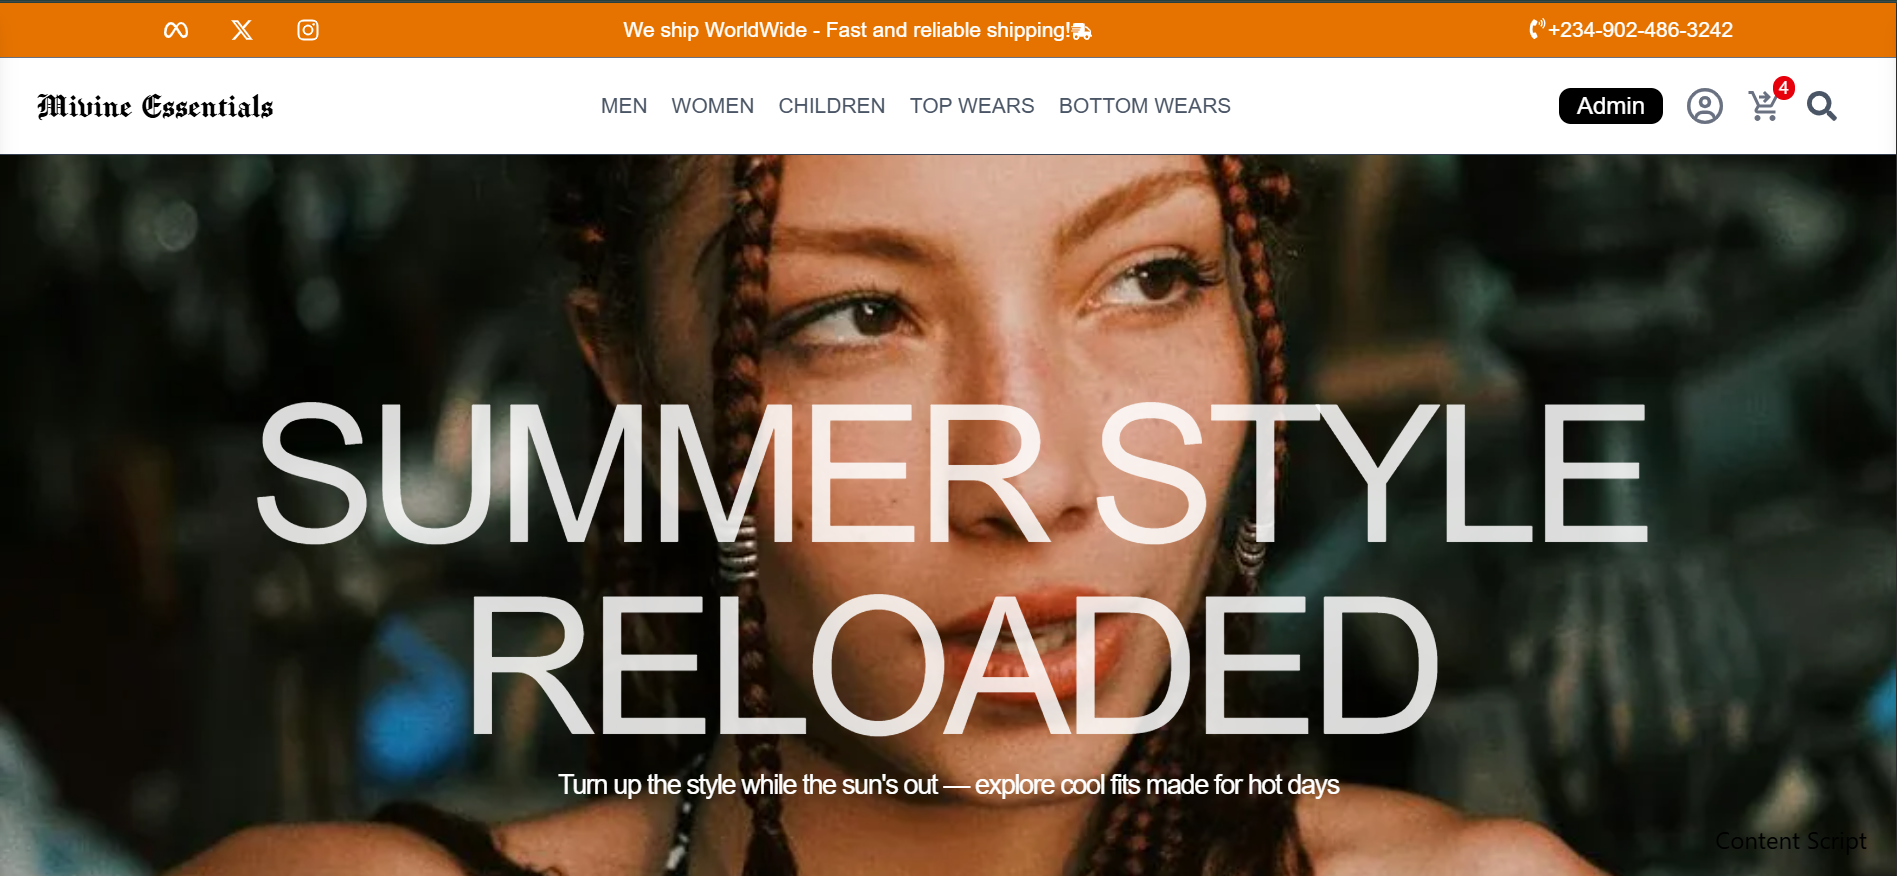 We ship WorldWide - Fast and reliable shipping!
+234-902-486-3242
Mivine Essentials
MEN WOMEN CHILDREN TOP WEARS BOTTOM WEARS
Admin
4
SUMMER STYLE
RELOADED
Turn up the style while the sun's out — explore cool fits made for hot days
Content Script